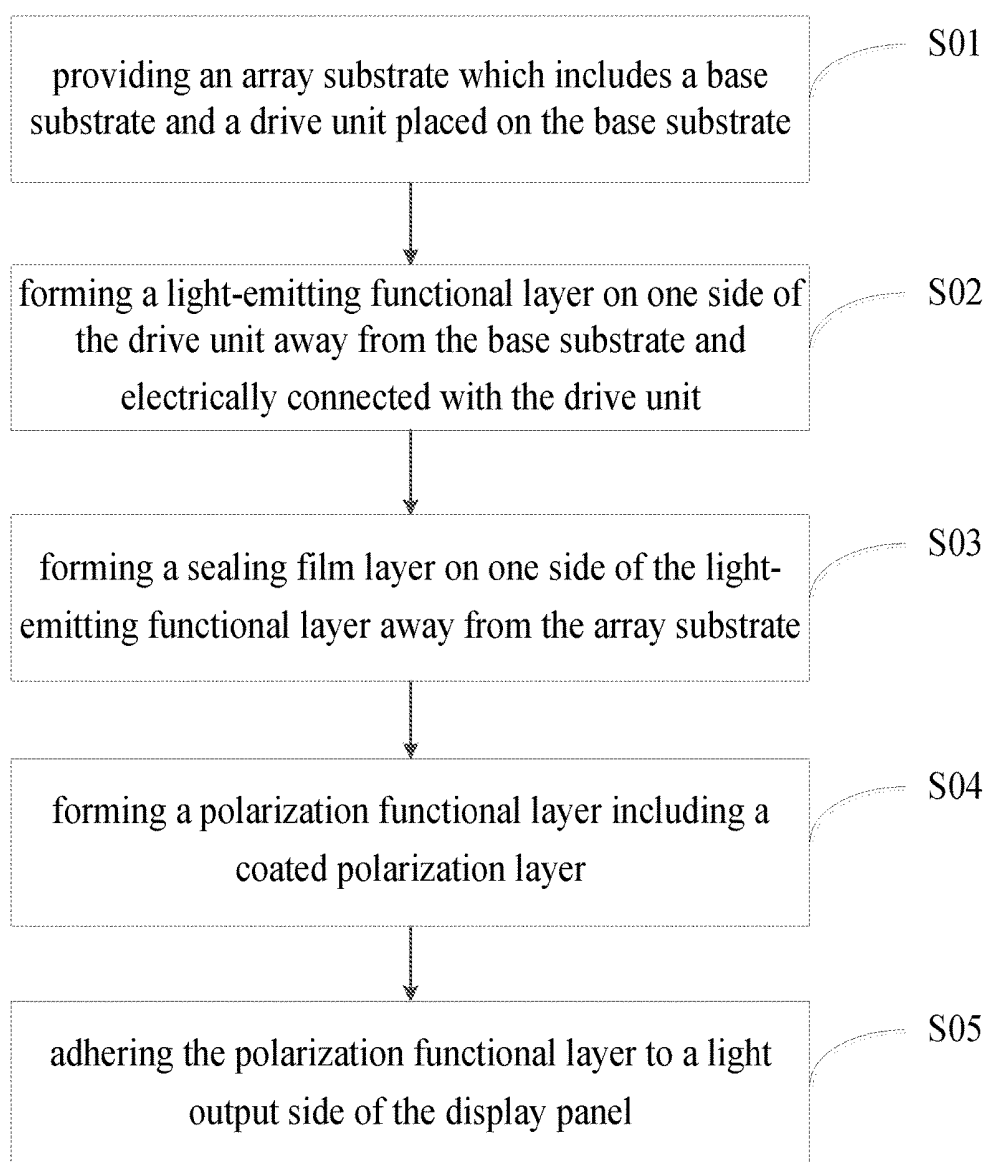 providing an array substrate which includes a base
substrate and a drive unit placed on the base substrate
S01
forming a light-emitting functional layer on one side of
the drive unit away from the base substrate and
electrically connected with the drive unit
S02
forming a sealing film layer on one side of the light-
emitting functional layer away from the array substrate
S03
forming a polarization functional layer including a
coated polarization layer
S04
adhering the polarization functional layer to a light
output side of the display panel
S05